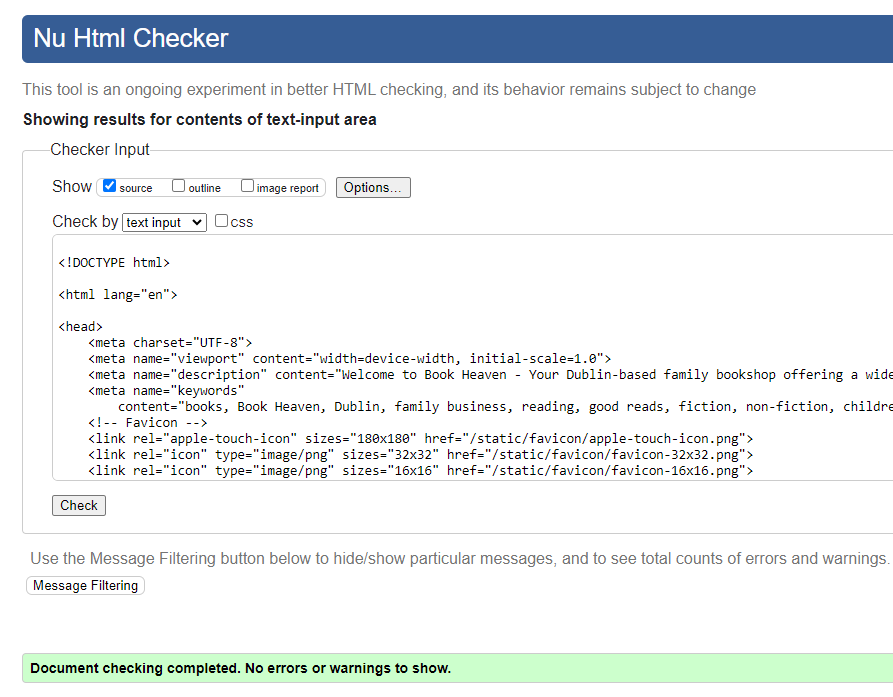 Nu Html Checker
This tool is an ongoing experiment in better HTML checking, and its behavior remains subject to change
Showing results for contents of text-input area
Checker Input
Show source outline image report Options...
Check by text input css
<!DOCTYPE html>
<html lang="en">
<head>
    <meta charset="UTF-8">
    <meta name="viewport" content="width=device-width, initial-scale=1.0">
    <meta name="description" content="Welcome to Book Heaven - Your Dublin-based family bookshop offering a wide
    <meta name="keywords"
        content="books, Book Heaven, Dublin, family business, reading, good reads, fiction, non-fiction, childre
    <!-- Favicon -->
    <link rel="apple-touch-icon" sizes="180x180" href="/static/favicon/apple-touch-icon.png">
    <link rel="icon" type="image/png" sizes="32x32" href="/static/favicon/favicon-32x32.png">
    <link rel="icon" type="image/png" sizes="16x16" href="/static/favicon/favicon-16x16.png">
Check
Use the Message Filtering button below to hide/show particular messages, and to see total counts of errors and warnings.
Message Filtering
Document checking completed. No errors or warnings to show.